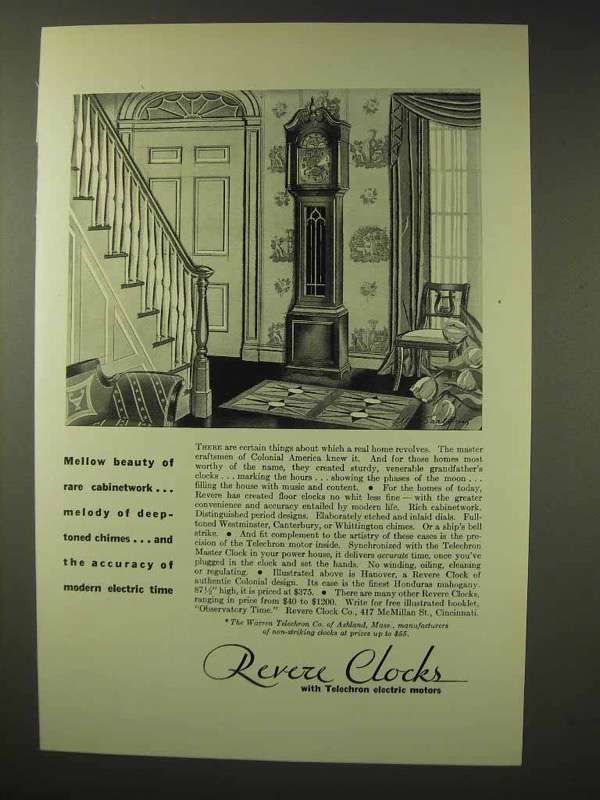 Mellow beauty of
rare cabinetwork...
melody of deep-
toned chimes...and
the accuracy of
modern electric time
THERE are certain things about which a real home revolves. The master
craftsmen of Colonial America knew it. And for those homes most
worthy of the name, they created sturdy, venerable grandfather's
clocks . . . marking the hours . . . showing the phases of the moon . . .
filling the house with music and content. • For the homes of today,
Revere has created floor clocks no whit less fine — with the greater
convenience and accuracy entailed by modern life. Rich cabinetwork.
Distinguished period designs. Elaborately etched and inlaid dials. Full-
toned Westminster, Canterbury, or Whittington chimes. Or a ship's bell
strike. • And fit complement to the artistry of these cases is the pre-
cision of the Telechron motor inside. Synchronized with the Telechron
Master Clock in your power house, it delivers accurate time, once you've
plugged in the clock and set the hands. No winding, oiling, cleaning
or regulating. • Illustrated above is Hanover, a Revere Clock of
authentic Colonial design. Its case is the finest Honduras mahogany.
87½" high, it is priced at $375. • There are many other Revere Clocks,
ranging in price from $40 to $1200. Write for free illustrated booklet,
"Observatory Time." Revere Clock Co., 417 McMillan St., Cincinnati.
*The Warren Telechron Co. of Ashland, Mass., manufacturers
of non-striking clocks at prices up to $55.
Revere Clocks
with Telechron electric motors